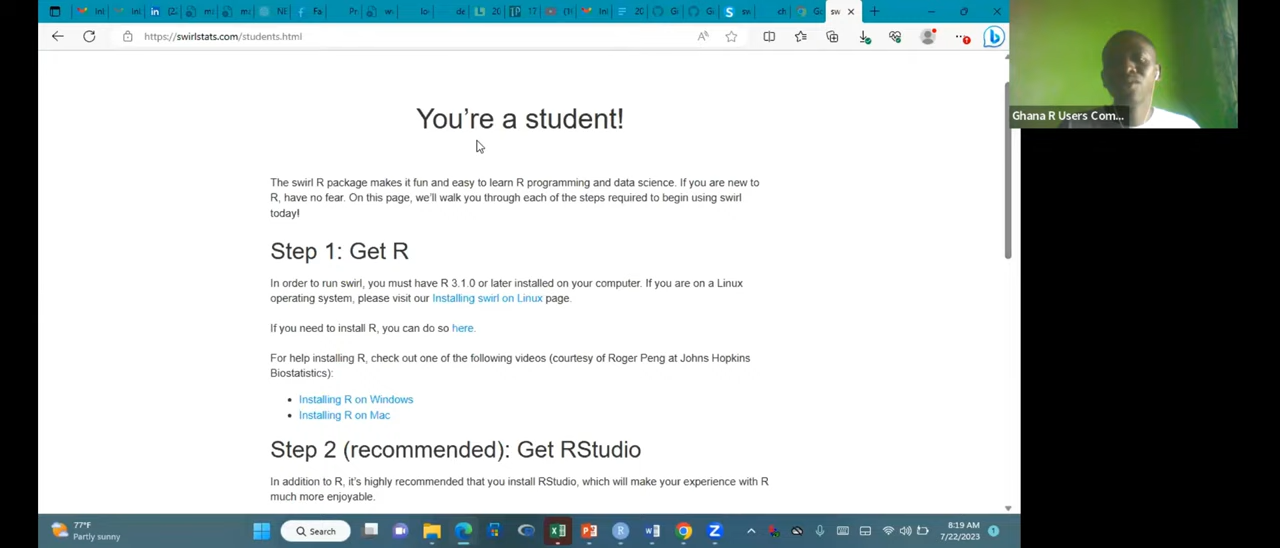 in
20
17
(1
20
S
sw
ch
G
sw
https://swirlstats.com/students.html
You're a student!
The swirl R package makes it fun and easy to learn R programming and data science. If you are new to
R, have no fear. On this page, we'll walk you through each of the steps required to begin using swirl
today!
Step 1: Get R
In order to run swirl, you must have R 3.1.0 or later installed on your computer. If you are on a Linux
operating system, please visit our Installing swirl on Linux page.
If you need to install R, you can do so here.
For help installing R, check out one of the following videos (courtesy of Roger Peng at Johns Hopkins
Biostatistics):
• Installing R on Windows
• Installing R on Mac
Step 2 (recommended): Get RStudio
In addition to R, it's highly recommended that you install RStudio, which will make your experience with R
much more enjoyable.
Ghana R Users Com...
77°F
Partly sunny
Search
8:19 AM
7/22/2023